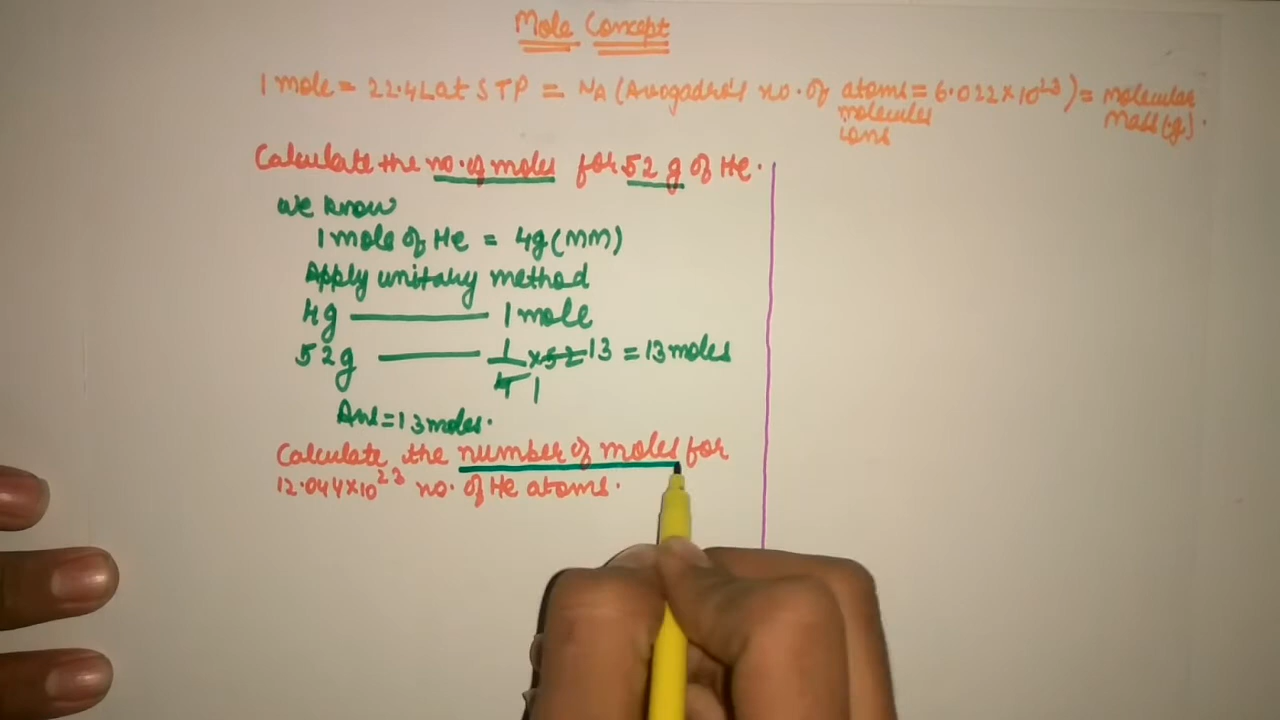 Mole Concept
1 mole = 22.4L at STP = NA (Avogadro's no. of atoms = 6.022×10²³) = molecular
molecules mass(g).
ions
Calculate the no. of moles for 52 g of He.
we know
1 mole of He = 4g (MM)
Apply unitary method
4g — 1 mole
52g — 1/4 × 52 13 = 13 moles
1
Ans = 13 moles.
Calculate the number of moles for
12.044×10²³ no. of He atoms.